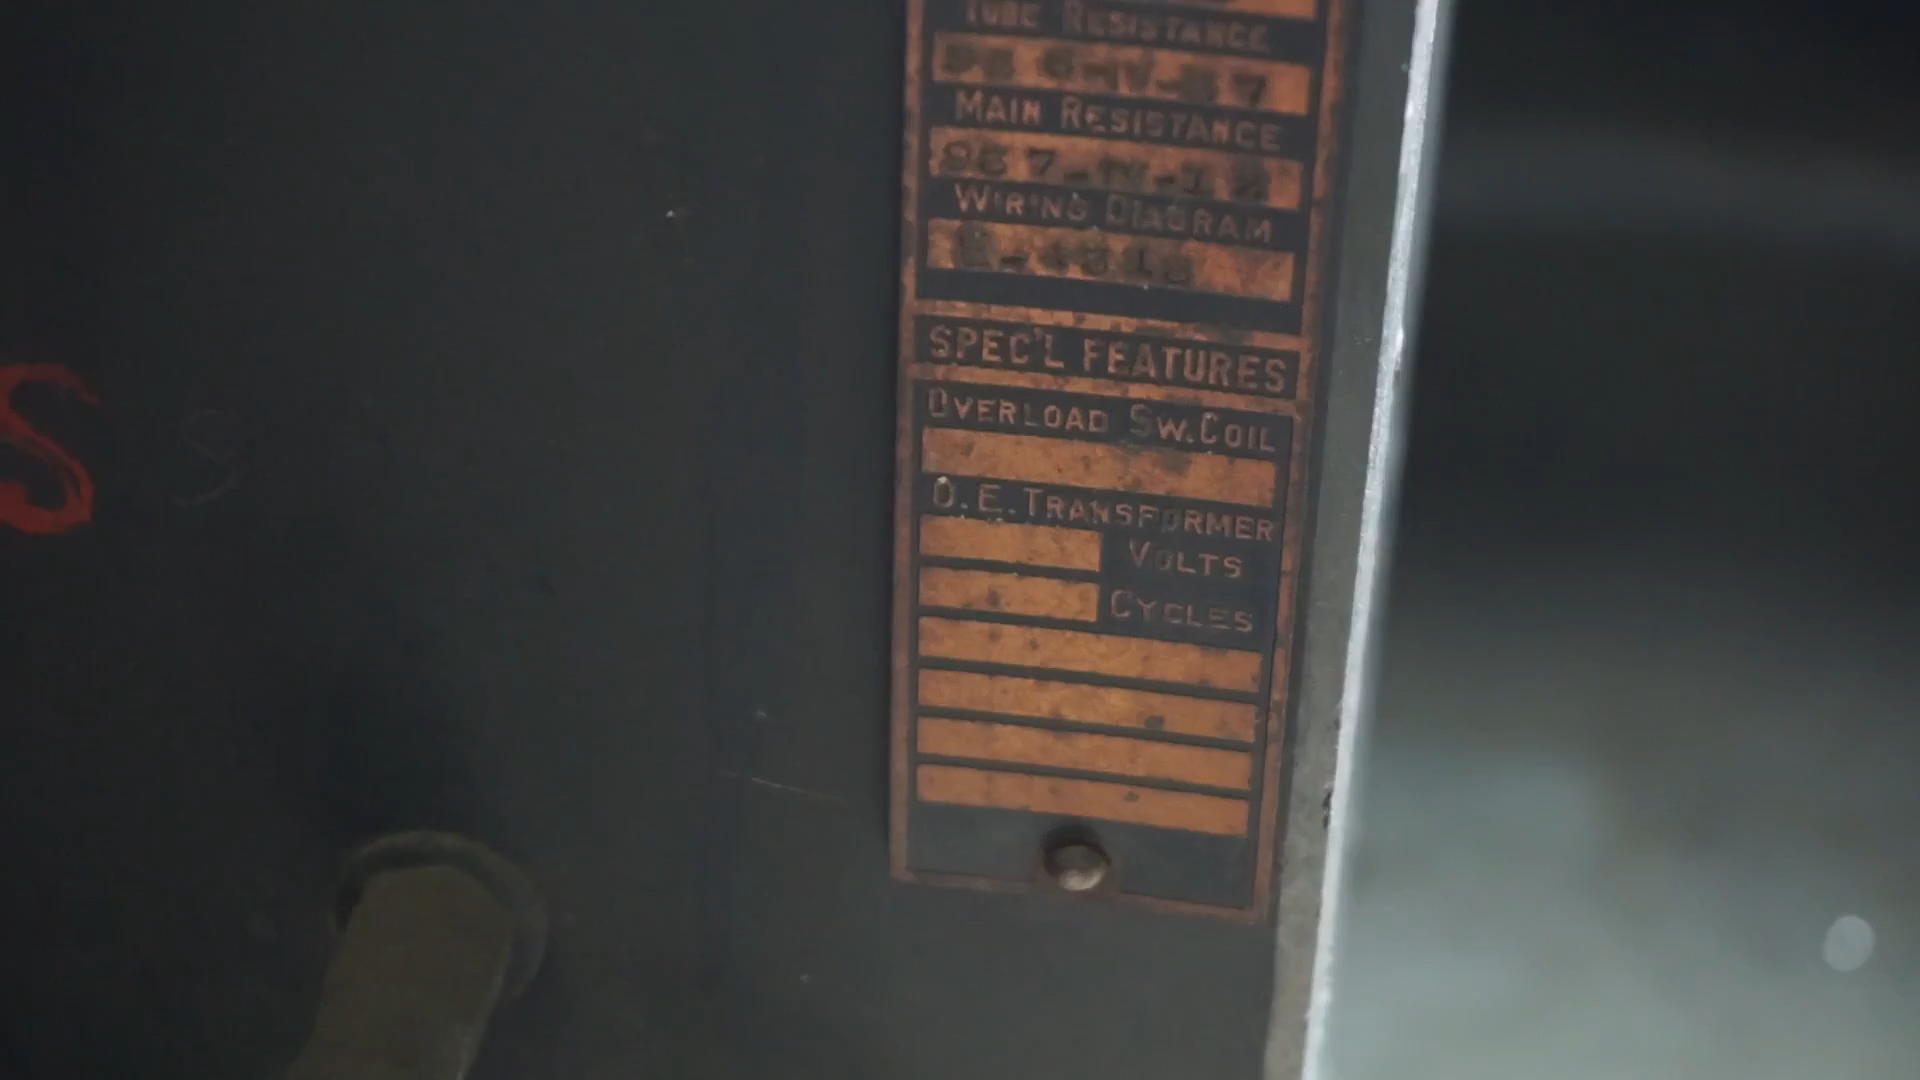 TUBE RESISTANCE
MAIN RESISTANCE
WIRING DIAGRAM
SPEC'L FEATURES
OVERLOAD SW. COIL
O. E. TRANSFORMER
VOLTS
CYCLES
S